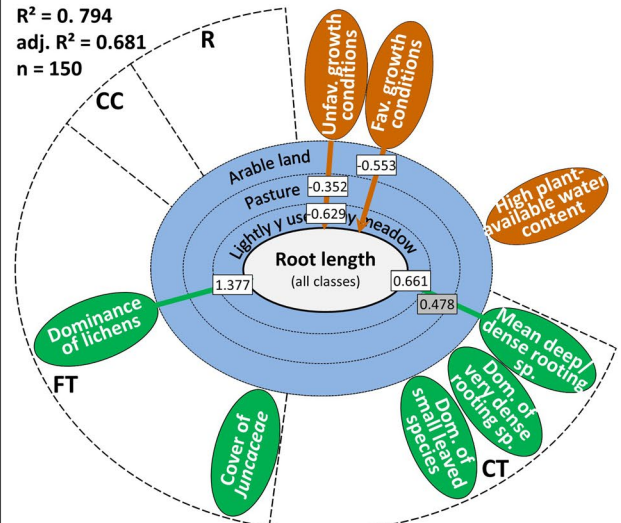 R² = 0. 794
adj. R² = 0.681
n = 150
R
CC
FT
CT
Unfav. growth
conditions
Fav. growth
conditions
High plant-
available water
content
Arable land
Pasture
Lightly y use y meadow
-0.553
-0.352
-0.629
Root length
(all classes)
1.377
0.661
0.478
Dominance
of lichens
Cover of
Juncaceae
Dom. of
small leaved
species
Dom. of
very dense
rooting sp.
Mean deep/
dense rooting
sp.